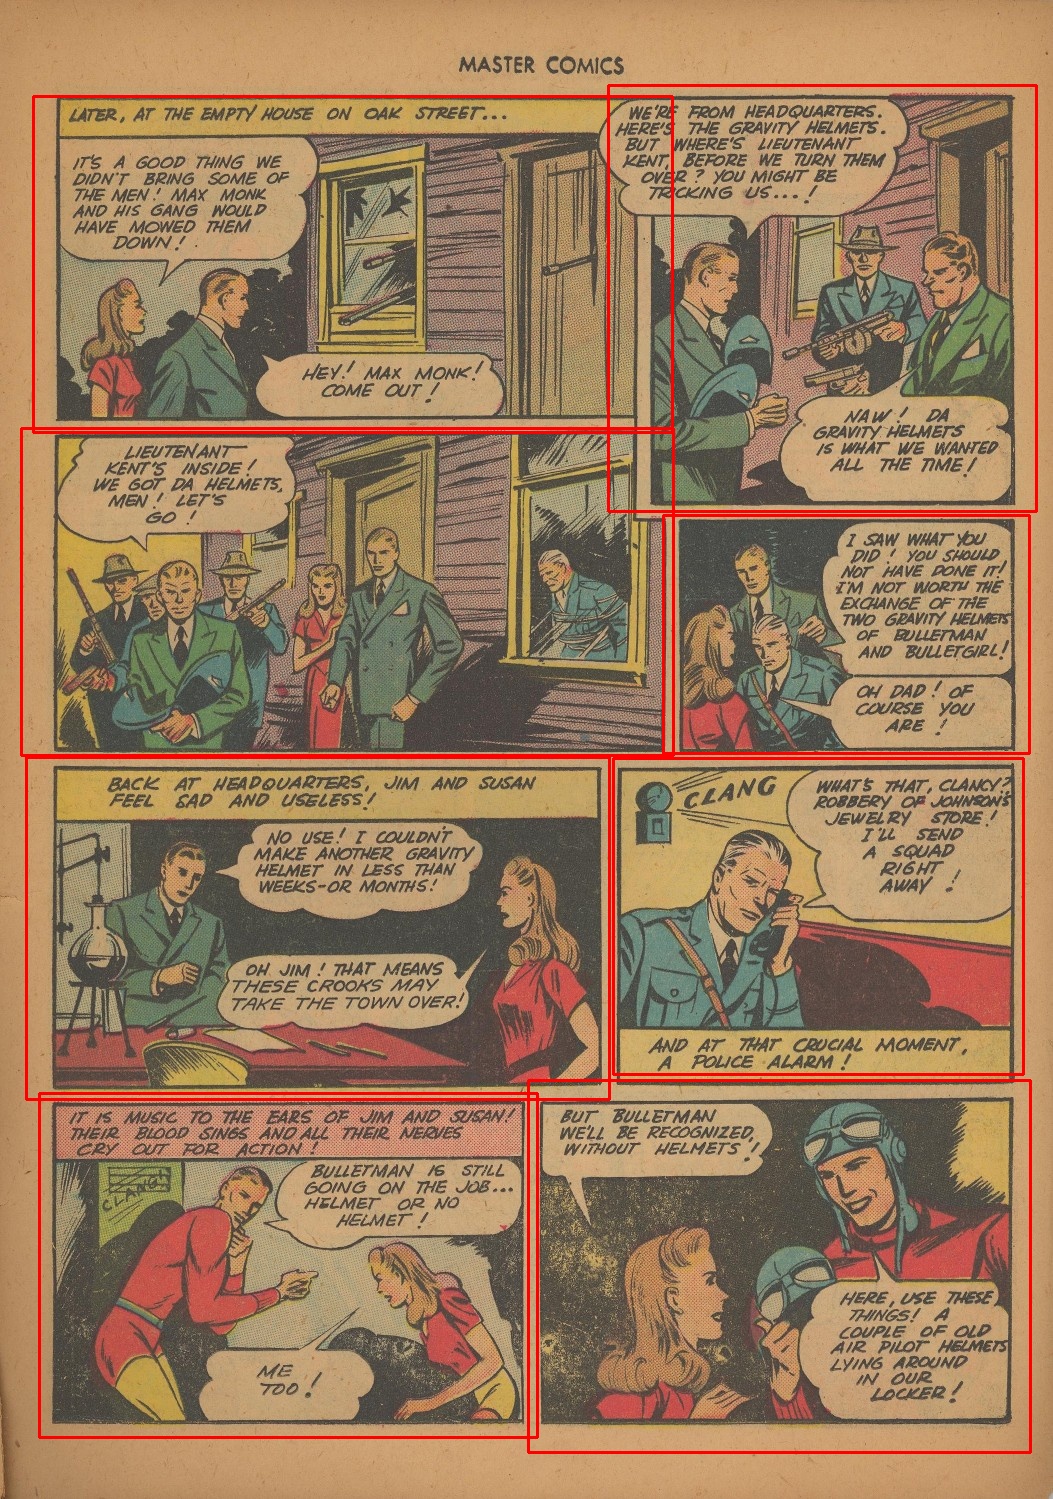 MASTER COMICS
LATER, AT THE EMPTY HOUSE ON OAK STREET...
IT'S A GOOD THING WE
DIDN'T BRING SOME OF
THE MEN! MAX MONK
AND HIS GANG WOULD
HAVE MOWED THEM
DOWN!
HEY! MAX MONK!
COME OUT!
WE'RE FROM HEADQUARTERS.
HERE'S THE GRAVITY HELMETS.
BUT WHERE'S LIEUTENANT
KENT, BEFORE WE TURN THEM
OVER? YOU MIGHT BE
TRICKING US...!
NAW! DA
GRAVITY HELMETS
IS WHAT WE WANTED
ALL THE TIME!
LIEUTENANT
KENT'S INSIDE!
WE GOT DA HELMETS,
MEN! LET'S
GO!
I SAW WHAT YOU
DID! YOU SHOULD
NOT HAVE DONE IT!
I'M NOT WORTH THE
EXCHANGE OF THE
TWO GRAVITY HELMETS
OF BULLETMAN
AND BULLETGIRL!
OH DAD! OF
COURSE YOU
ARE!
BACK AT HEADQUARTERS, JIM AND SUSAN
FEEL SAD AND USELESS!
NO USE! I COULDN'T
MAKE ANOTHER GRAVITY
HELMET IN LESS THAN
WEEKS-OR MONTHS!
OH JIM! THAT MEANS
THESE CROOKS MAY
TAKE THE TOWN OVER!
CLANG
WHAT'S THAT, CLANCY?
ROBBERY OF JOHNSON'S
JEWELRY STORE!
I'LL SEND
A SQUAD
RIGHT
AWAY!
AND AT THAT CRUCIAL MOMENT,
A POLICE ALARM!
IT IS MUSIC TO THE EARS OF JIM AND SUSAN!
THEIR BLOOD SINGS AND ALL THEIR NERVES
CRY OUT FOR ACTION!
CLANG
BULLETMAN IS STILL
GOING ON THE JOB...
HELMET OR NO
HELMET!
ME
TOO!
BUT BULLETMAN
WE'LL BE RECOGNIZED,
WITHOUT HELMETS!
HERE, USE THESE
THINGS! A
COUPLE OF OLD
AIR PILOT HELMETS
LYING AROUND
IN OUR
LOCKER!